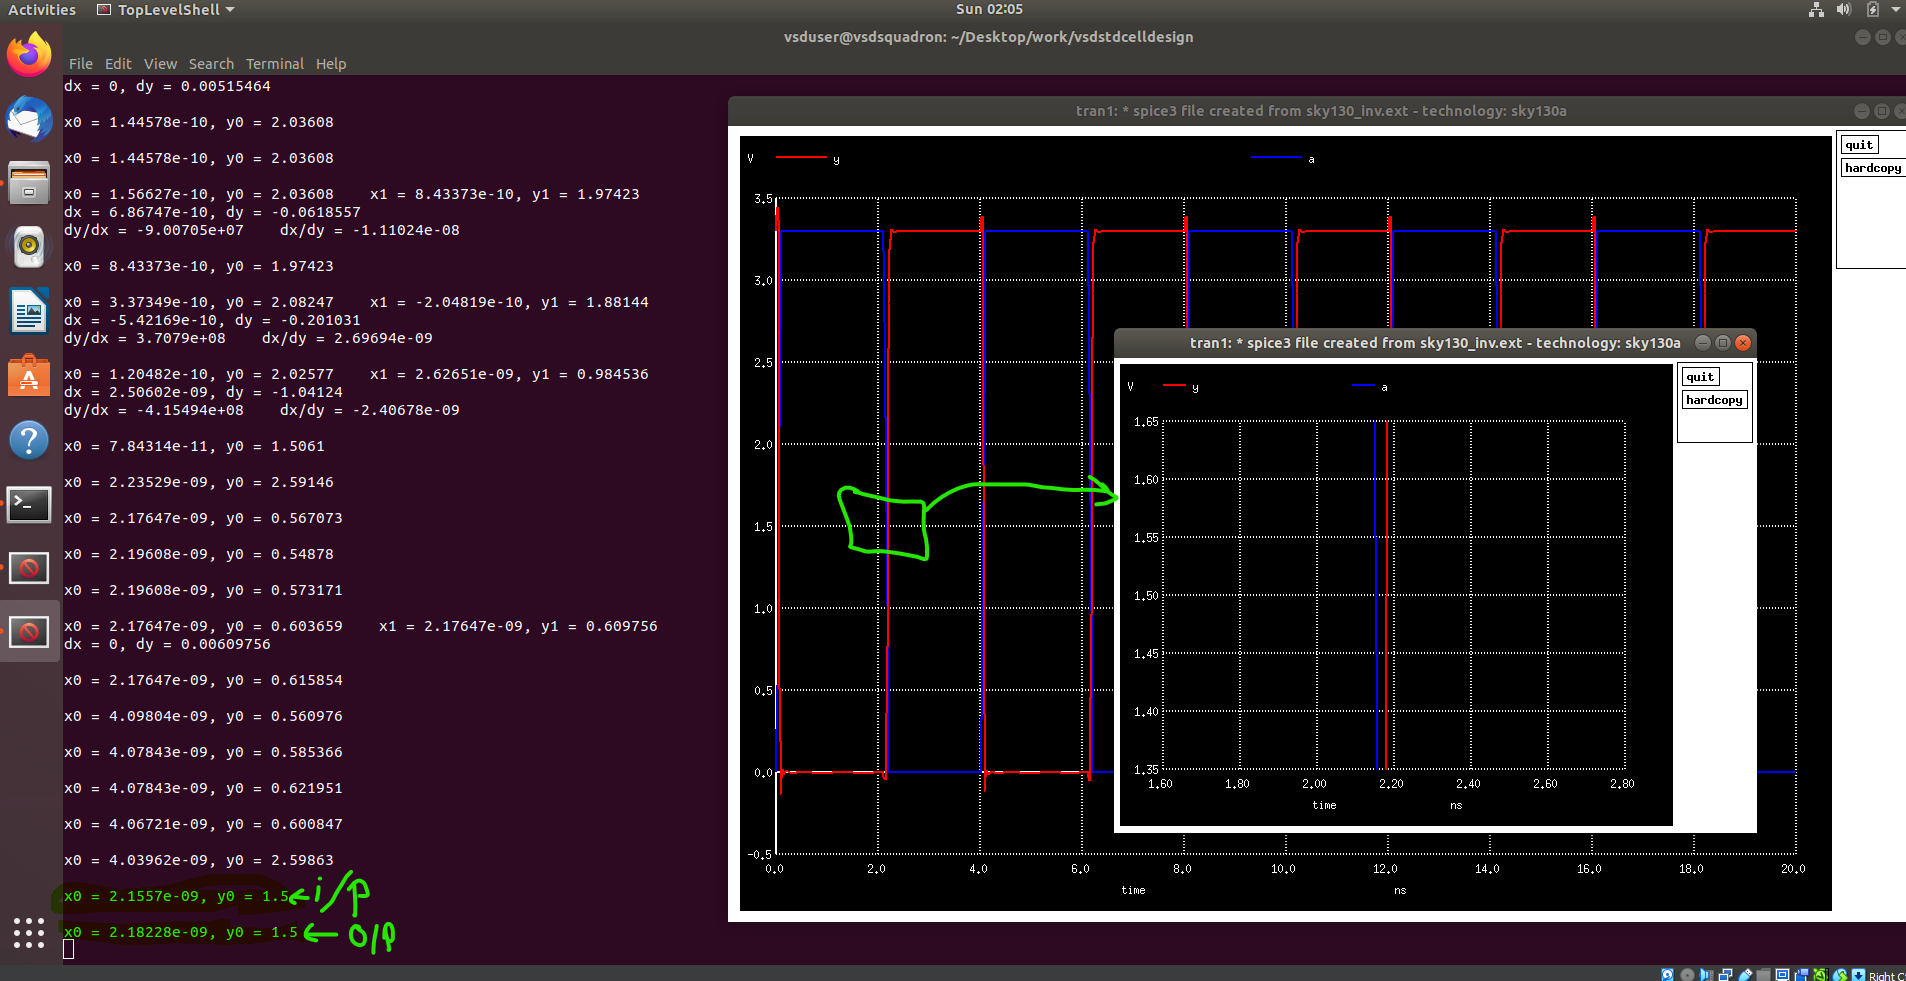 Activities TopLevelShell Sun 02:05
vsduser@vsdsquadron: ~/Desktop/work/vsdstdcelldesign
File Edit View Search Terminal Help
dx = 0, dy = 0.00515464
x0 = 1.44578e-10, y0 = 2.03608
x0 = 1.44578e-10, y0 = 2.03608
x0 = 1.56627e-10, y0 = 2.03608    x1 = 8.43373e-10, y1 = 1.97423
dx = 6.86747e-10, dy = -0.0618557
dy/dx = -9.00705e+07    dx/dy = -1.11024e-08
x0 = 8.43373e-10, y0 = 1.97423
x0 = 3.37349e-10, y0 = 2.08247    x1 = -2.04819e-10, y1 = 1.88144
dx = -5.42169e-10, dy = -0.201031
dy/dx = 3.7079e+08    dx/dy = 2.69694e-09
x0 = 1.20482e-10, y0 = 2.02577    x1 = 2.62651e-09, y1 = 0.984536
dx = 2.50602e-09, dy = -1.04124
dy/dx = -4.15494e+08    dx/dy = -2.40678e-09
x0 = 7.84314e-11, y0 = 1.5061
x0 = 2.23529e-09, y0 = 2.59146
x0 = 2.17647e-09, y0 = 0.567073
x0 = 2.19608e-09, y0 = 0.54878
x0 = 2.19608e-09, y0 = 0.573171
x0 = 2.17647e-09, y0 = 0.603659    x1 = 2.17647e-09, y1 = 0.609756
dx = 0, dy = 0.00609756
x0 = 2.17647e-09, y0 = 0.615854
x0 = 4.09804e-09, y0 = 0.560976
x0 = 4.07843e-09, y0 = 0.585366
x0 = 4.07843e-09, y0 = 0.621951
x0 = 4.06721e-09, y0 = 0.600847
x0 = 4.03962e-09, y0 = 2.59863
x0 = 2.1557e-09, y0 = 1.5 i/p
x0 = 2.18228e-09, y0 = 1.5 o/p
tran1: * spice3 file created from sky130_inv.ext - technology: sky130a
quit
hardcopy
V y a
3.5
3.0
2.5
2.0
1.5
1.0
0.5
0.0
-0.5
0.0 2.0 4.0 6.0 8.0 10.0 12.0 14.0 16.0 18.0 20.0
time ns
tran1: * spice3 file created from sky130_inv.ext - technology: sky130a
quit
hardcopy
V y a
1.65
1.60
1.55
1.50
1.45
1.40
1.35
1.60 1.80 2.00 2.20 2.40 2.60 2.80
time ns